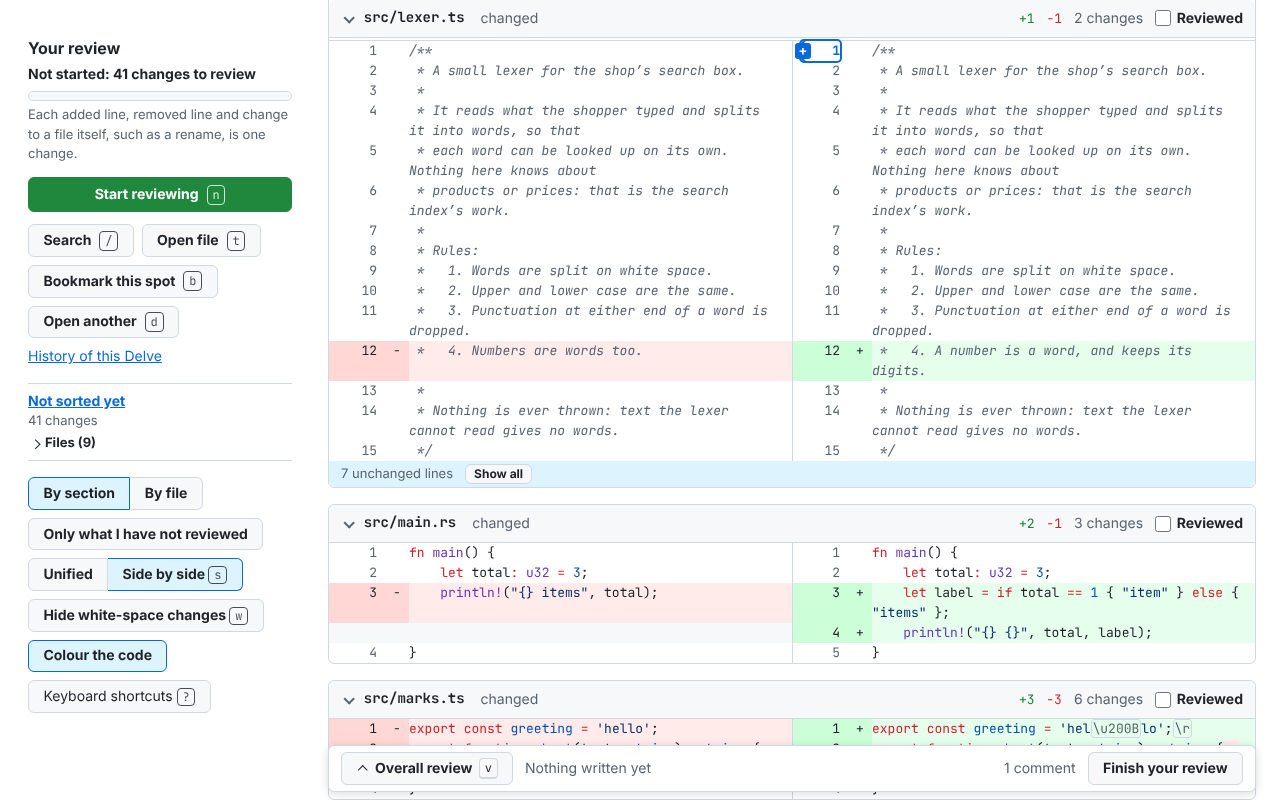 Your review
Not started: 41 changes to review
Each added line, removed line and change
to a file itself, such as a rename, is one
change.
Start reviewing n
Search / Open file t
Bookmark this spot b
Open another d
History of this Delve
Not sorted yet
41 changes
Files (9)
By section By file
Only what I have not reviewed
Unified Side by side s
Hide white-space changes w
Colour the code
Keyboard shortcuts ?
src/lexer.ts changed +1 -1 2 changes Reviewed
1 /**
2 * A small lexer for the shop’s search box.
3 *
4 * It reads what the shopper typed and splits
it into words, so that
5 * each word can be looked up on its own.
Nothing here knows about
6 * products or prices: that is the search
index’s work.
7 *
8 * Rules:
9 *   1. Words are split on white space.
10 *   2. Upper and lower case are the same.
11 *   3. Punctuation at either end of a word is
dropped.
12 - *   4. Numbers are words too.
13 *
14 * Nothing is ever thrown: text the lexer
cannot read gives no words.
15 */
+ 1 /**
2 * A small lexer for the shop’s search box.
3 *
4 * It reads what the shopper typed and splits
it into words, so that
5 * each word can be looked up on its own.
Nothing here knows about
6 * products or prices: that is the search
index’s work.
7 *
8 * Rules:
9 *   1. Words are split on white space.
10 *   2. Upper and lower case are the same.
11 *   3. Punctuation at either end of a word is
dropped.
12 + *   4. A number is a word, and keeps its
digits.
13 *
14 * Nothing is ever thrown: text the lexer
cannot read gives no words.
15 */
7 unchanged lines Show all
src/main.rs changed +2 -1 3 changes Reviewed
1 fn main() {
2     let total: u32 = 3;
3 -     println!("{} items", total);
4 }
1 fn main() {
2     let total: u32 = 3;
3 +     let label = if total == 1 { "item" } else {
"items" };
4 +     println!("{} {}", total, label);
5 }
src/marks.ts changed +3 -3 6 changes Reviewed
1 - export const greeting = 'hello';
1 + export const greeting = 'hel\u200Blo';\r
Overall review v Nothing written yet 1 comment Finish your review